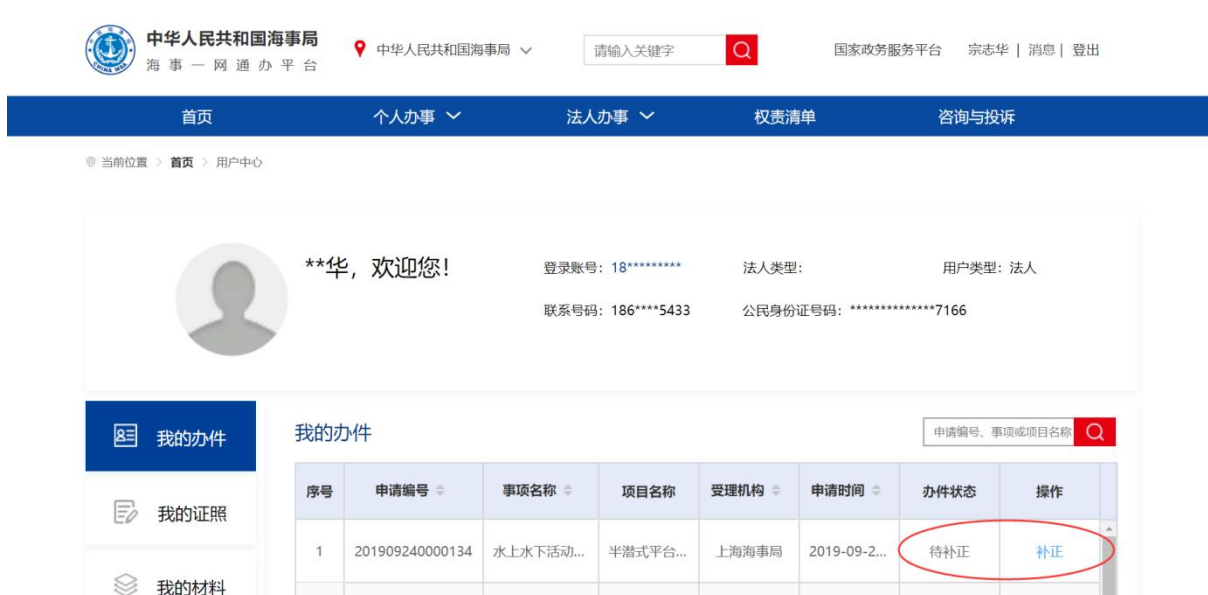 中华人民共和国海事局
海事一网通办平台
CHINA MSA
中华人民共和国海事局
请输入关键字
国家政务服务平台 宗志华 | 消息 | 登出
首页 个人办事 法人办事 权责清单 咨询与投诉
当前位置 > 首页 > 用户中心
**华，欢迎您！
登录账号：18********* 法人类型： 用户类型：法人
联系号码：186****5433 公民身份证号码：**************7166
我的办件
我的证照
我的材料
我的办件
申请编号、事项或项目名称
序号 申请编号 事项名称 项目名称 受理机构 申请时间 办件状态 操作
1 201909240000134 水上水下活动... 半潜式平台... 上海海事局 2019-09-2... 待补正 补正